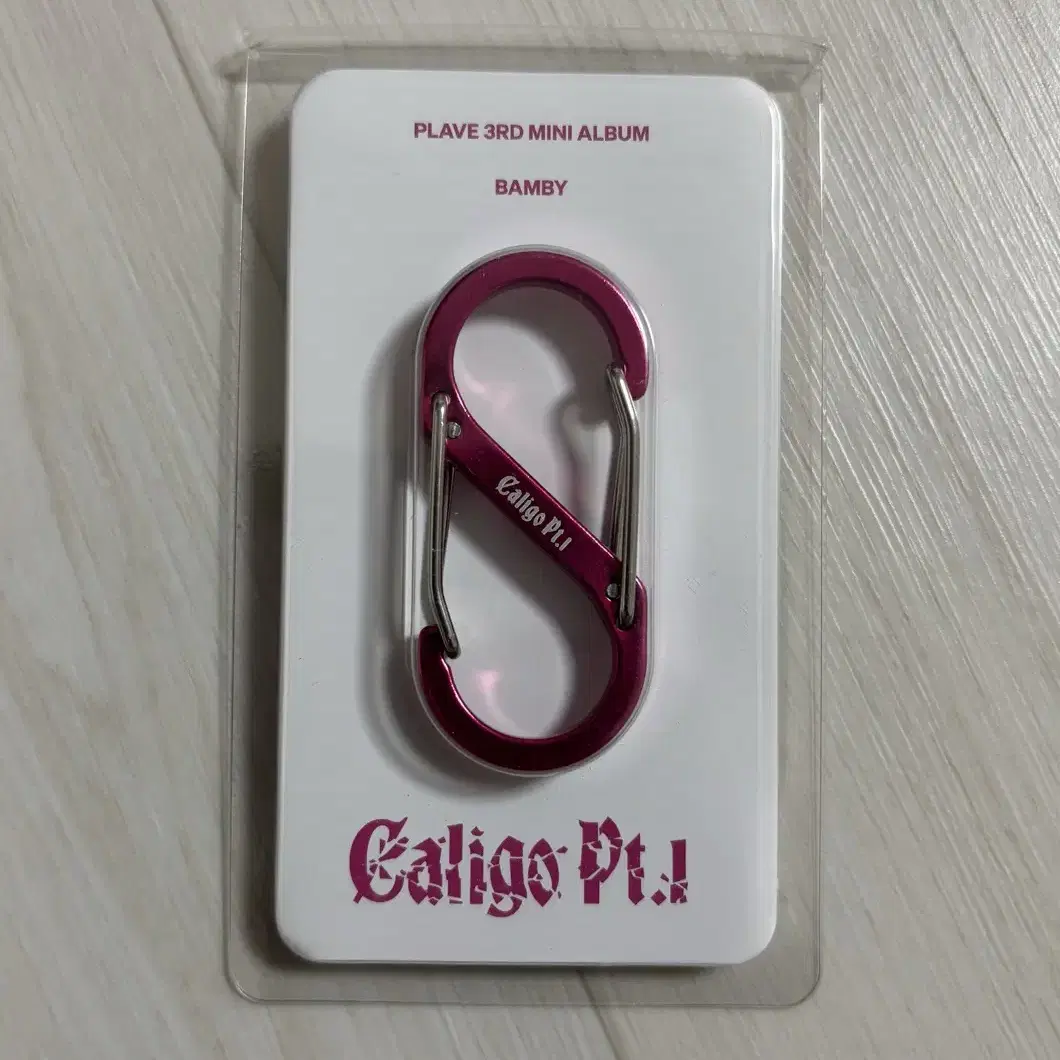 PLAVE 3RD MINI ALBUM
BAMBY
Caligo Pt.1
Caligo Pt.1